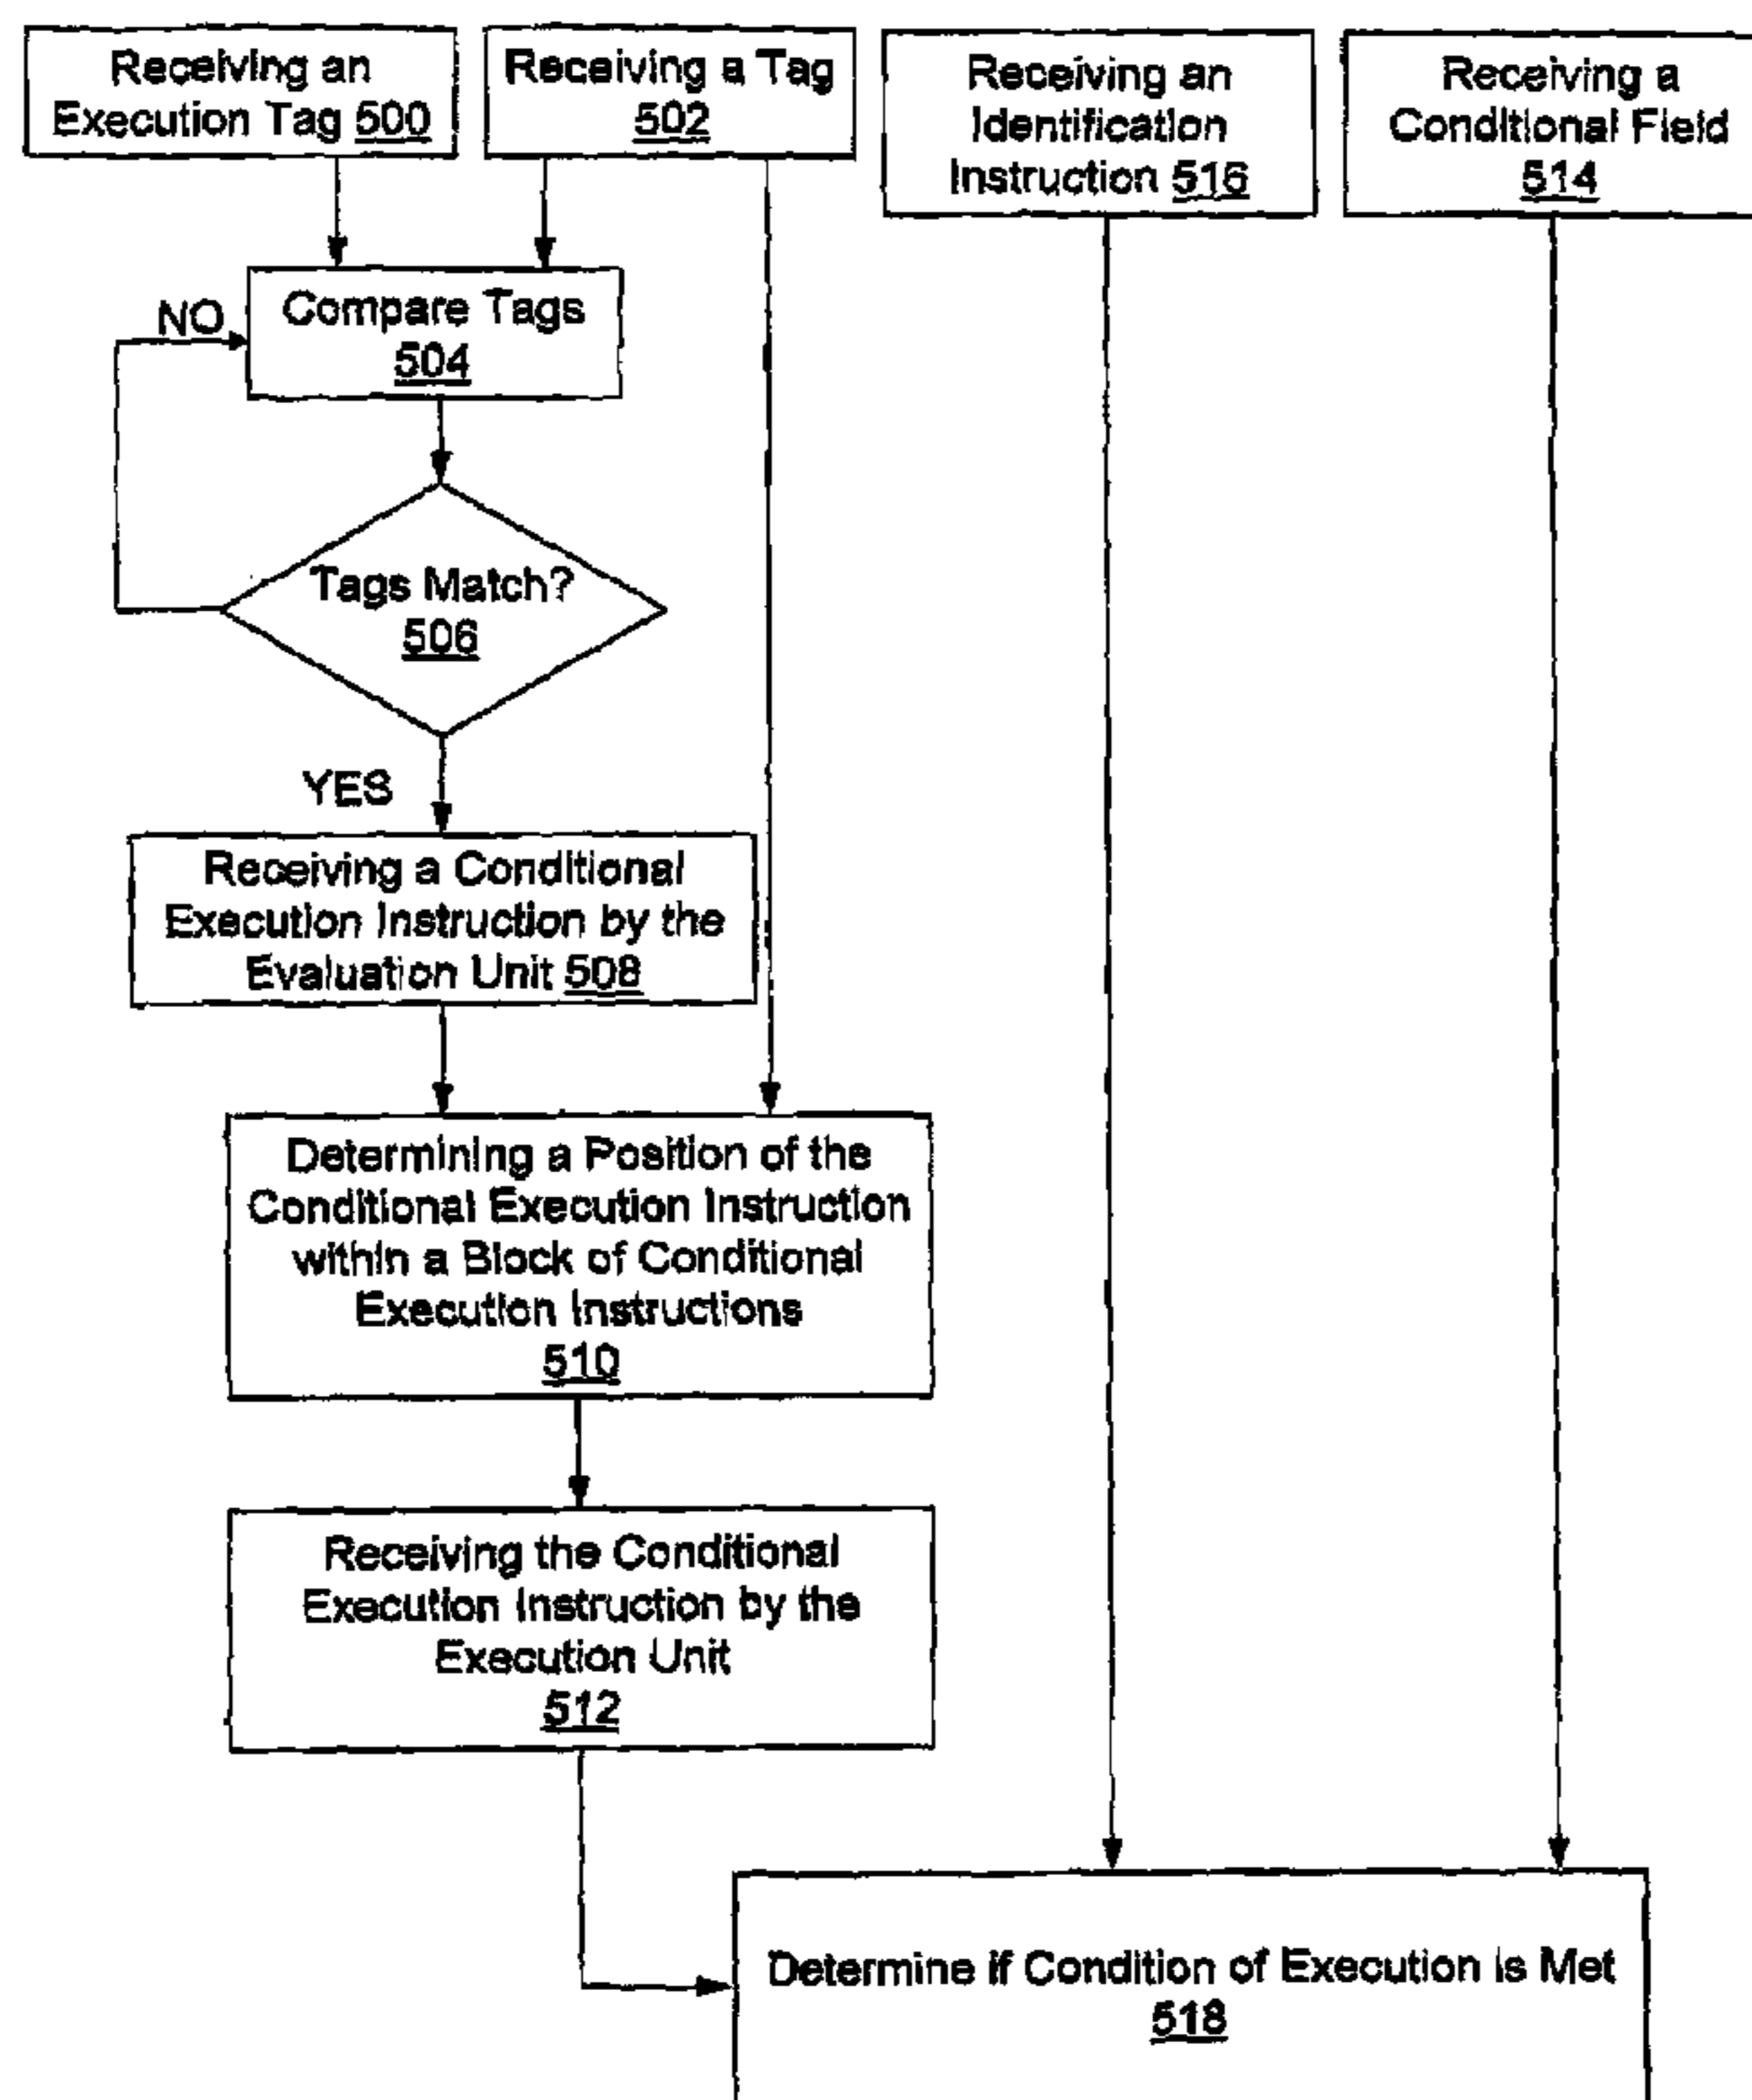 Receiving an
Execution Tag 500
Receiving a Tag
502
Receiving an
Identification
Instruction 516
Receiving a
Conditional Field
514
NO
Compare Tags
504
Tags Match?
506
YES
Receiving a Conditional
Execution Instruction by the
Evaluation Unit 508
Determining a Position of the
Conditional Execution Instruction
within a Block of Conditional
Execution Instructions
510
Receiving the Conditional
Execution Instruction by the
Execution Unit
512
Determine if Condition of Execution is Met
518